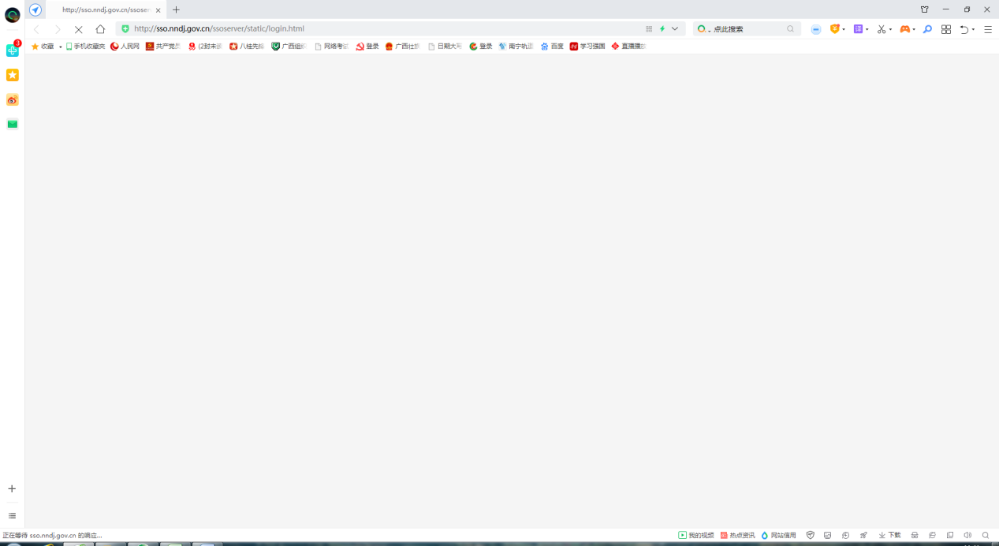 http://sso.nndj.gov.cn/ssoser
http://sso.nndj.gov.cn/ssoserver/static/login.html
点此搜索
译
3
收藏 手机收藏夹 人民网 共产党员 (2封未读 八桂先锋 广西组织 网络考试 登录 广西壮族 日期大写 登录 南宁轨道 百度 学习强国 直播播放
正在等待 sso.nndj.gov.cn 的响应...
我的视频 热点资讯 网站信用 下载